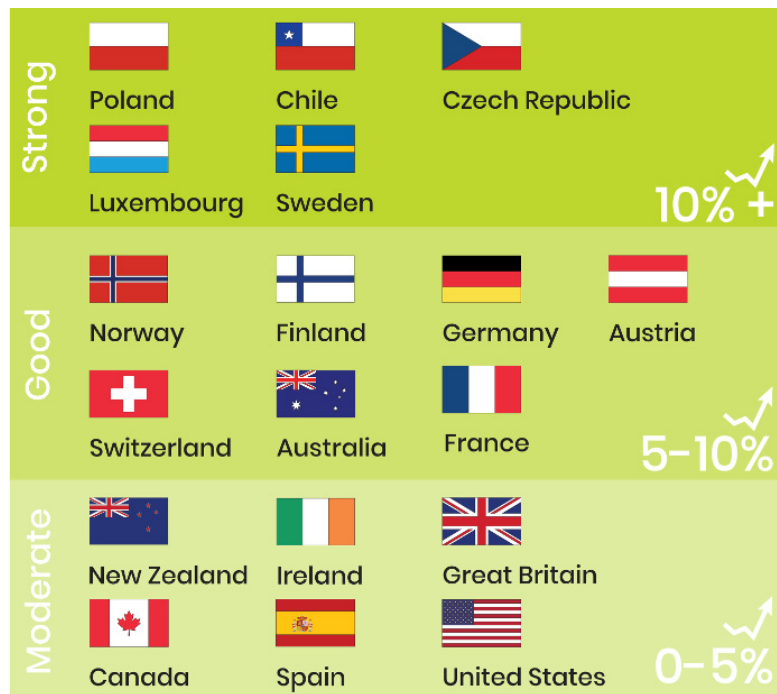 Strong
Poland Chile Czech Republic
Luxembourg Sweden
10% +
Good
Norway Finland Germany Austria
Switzerland Australia France
5-10%
Moderate
New Zealand Ireland Great Britain
Canada Spain United States
0-5%